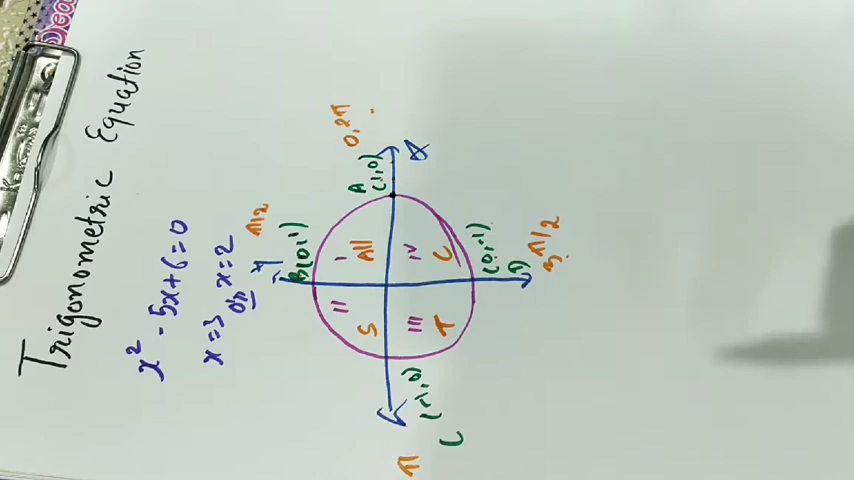 Trigonometric Equation
x² - 5x + 6 = 0
x = 3 or x = 2
π/2
y
B (0,1)
II
I
S
All
π
C (-1,0)
A (1,0)
0, 2π
x
III
IV
T
C
(0,-1)
D
3π/2